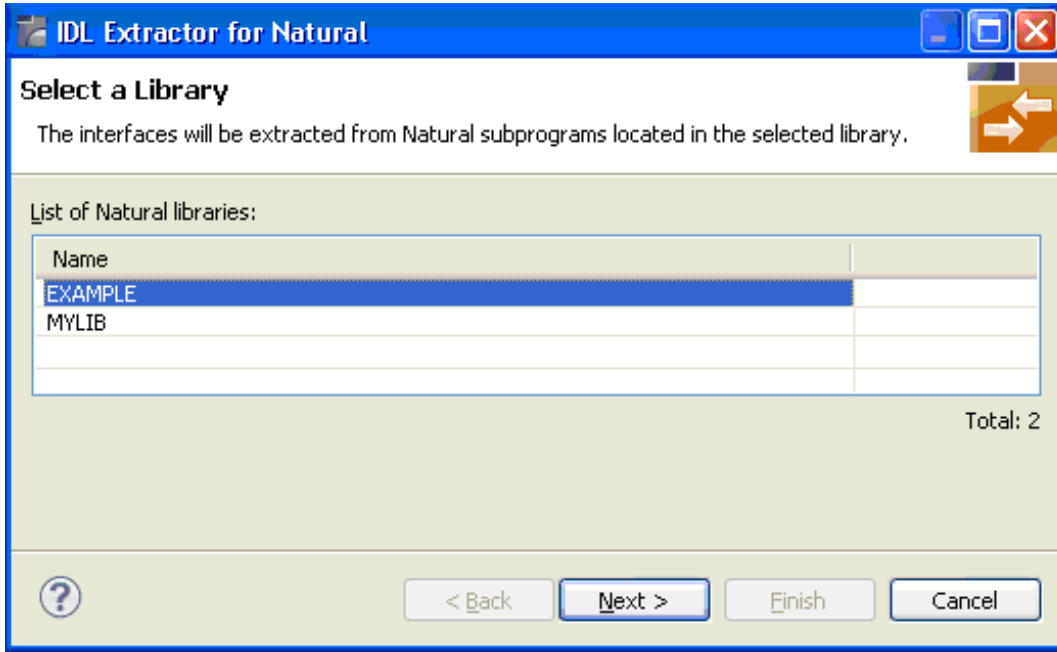 IDL Extractor for Natural
Select a Library
The interfaces will be extracted from Natural subprograms located in the selected library.
List of Natural libraries:
Name
EXAMPLE
MYLIB
Total: 2
?
< Back Next > Finish Cancel